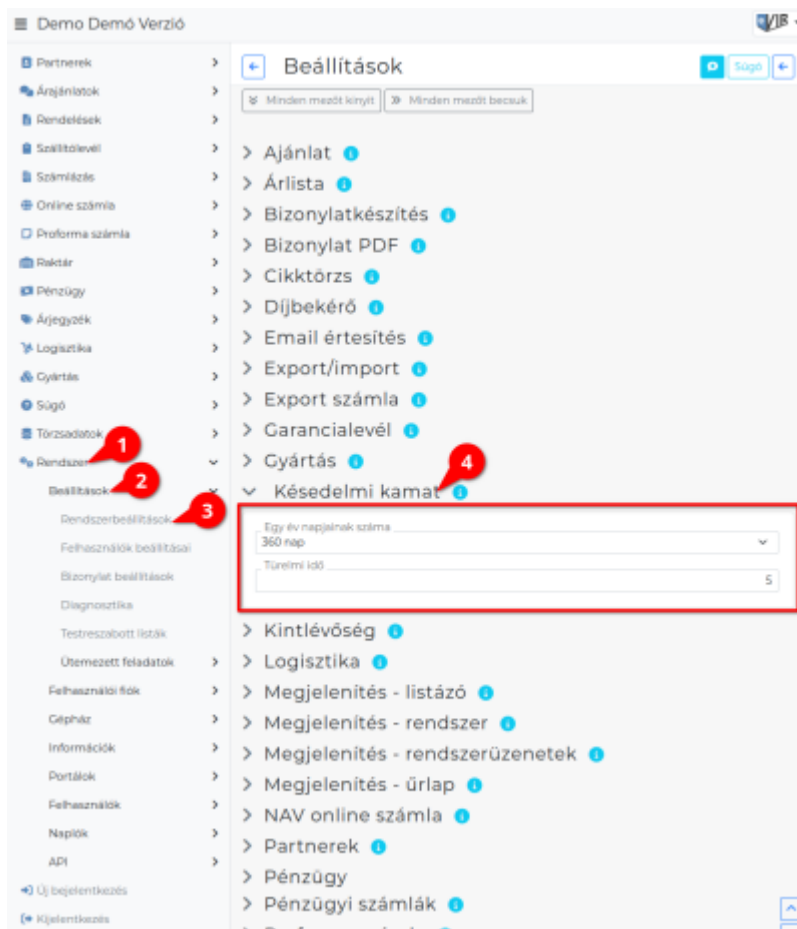 Demo Demó Verzió
VIR
Partnerek
Árajánlatok
Rendelések
Szállítólevél
Számlázás
Online számla
Proforma számla
Raktár
Pénzügy
Árjegyzék
Logisztika
Gyártás
Súgó
Törzsadatok
1
Rendszer
Beállítások
2
Rendszerbeállítások
3
Felhasználók beállításai
Bizonylat beállítások
Diagnosztika
Testreszabott listák
Ütemezett feladatok
Felhasználói fiók
Gépház
Információk
Portálok
Felhasználók
Naplók
API
Új bejelentkezés
Kijelentkezés
Beállítások
Súgó
Minden mezőt kinyit
Minden mezőt becsuk
Ajánlat
Árlista
Bizonylatkészítés
Bizonylat PDF
Cikktörzs
Díjbekérő
Email értesítés
Export/import
Export számla
Garancialevél
Gyártás
4
Késedelmi kamat
Egy év napjainak száma
360 nap
Türelmi idő
5
Kintlévőség
Logisztika
Megjelenítés - listázó
Megjelenítés - rendszer
Megjelenítés - rendszerüzenetek
Megjelenítés - űrlap
NAV online számla
Partnerek
Pénzügy
Pénzügyi számlák